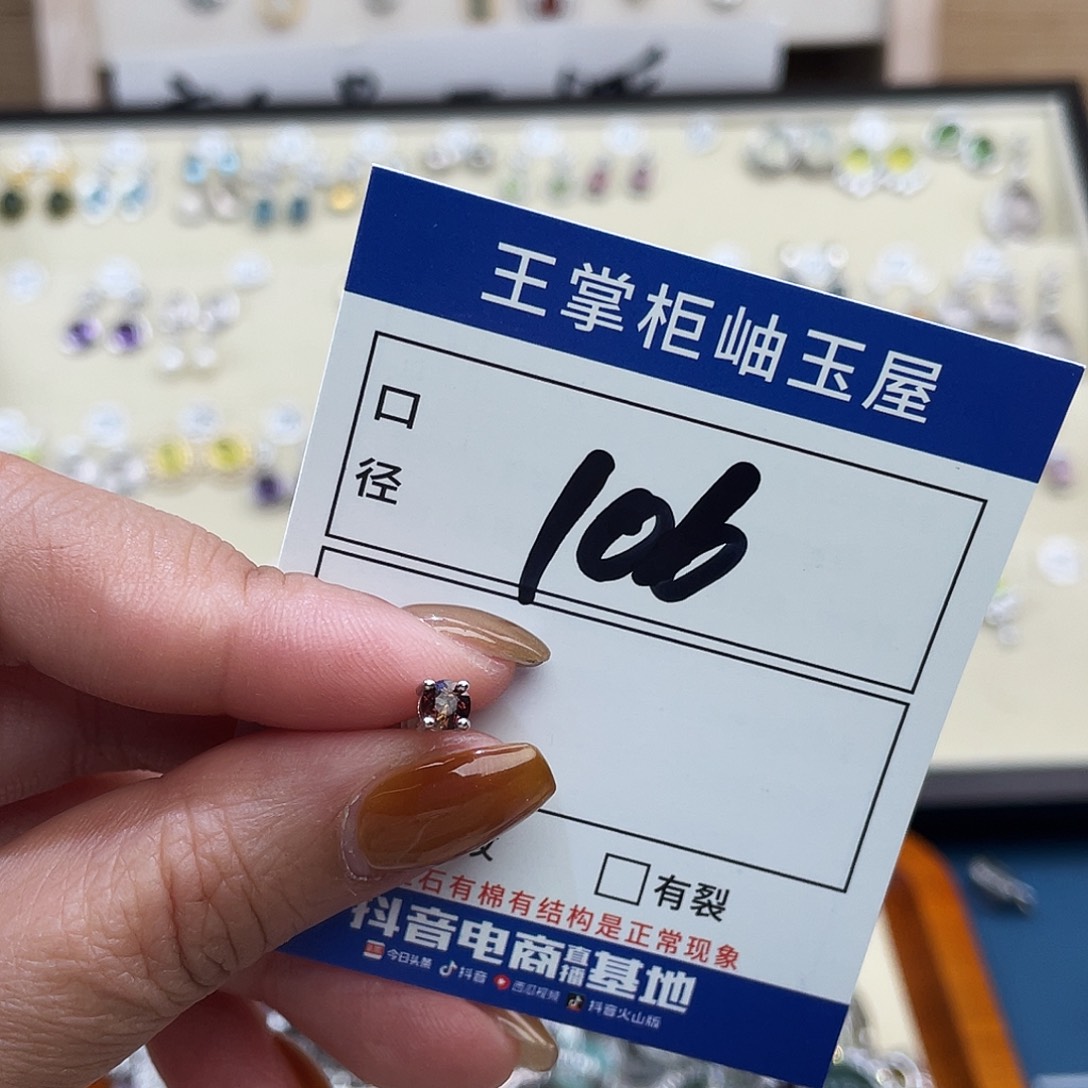 王掌柜岫玉屋
口径
106
有裂
石有棉有结构是正常现象
抖音电商直播基地
今日头条 抖音 西瓜视频 抖音火山版